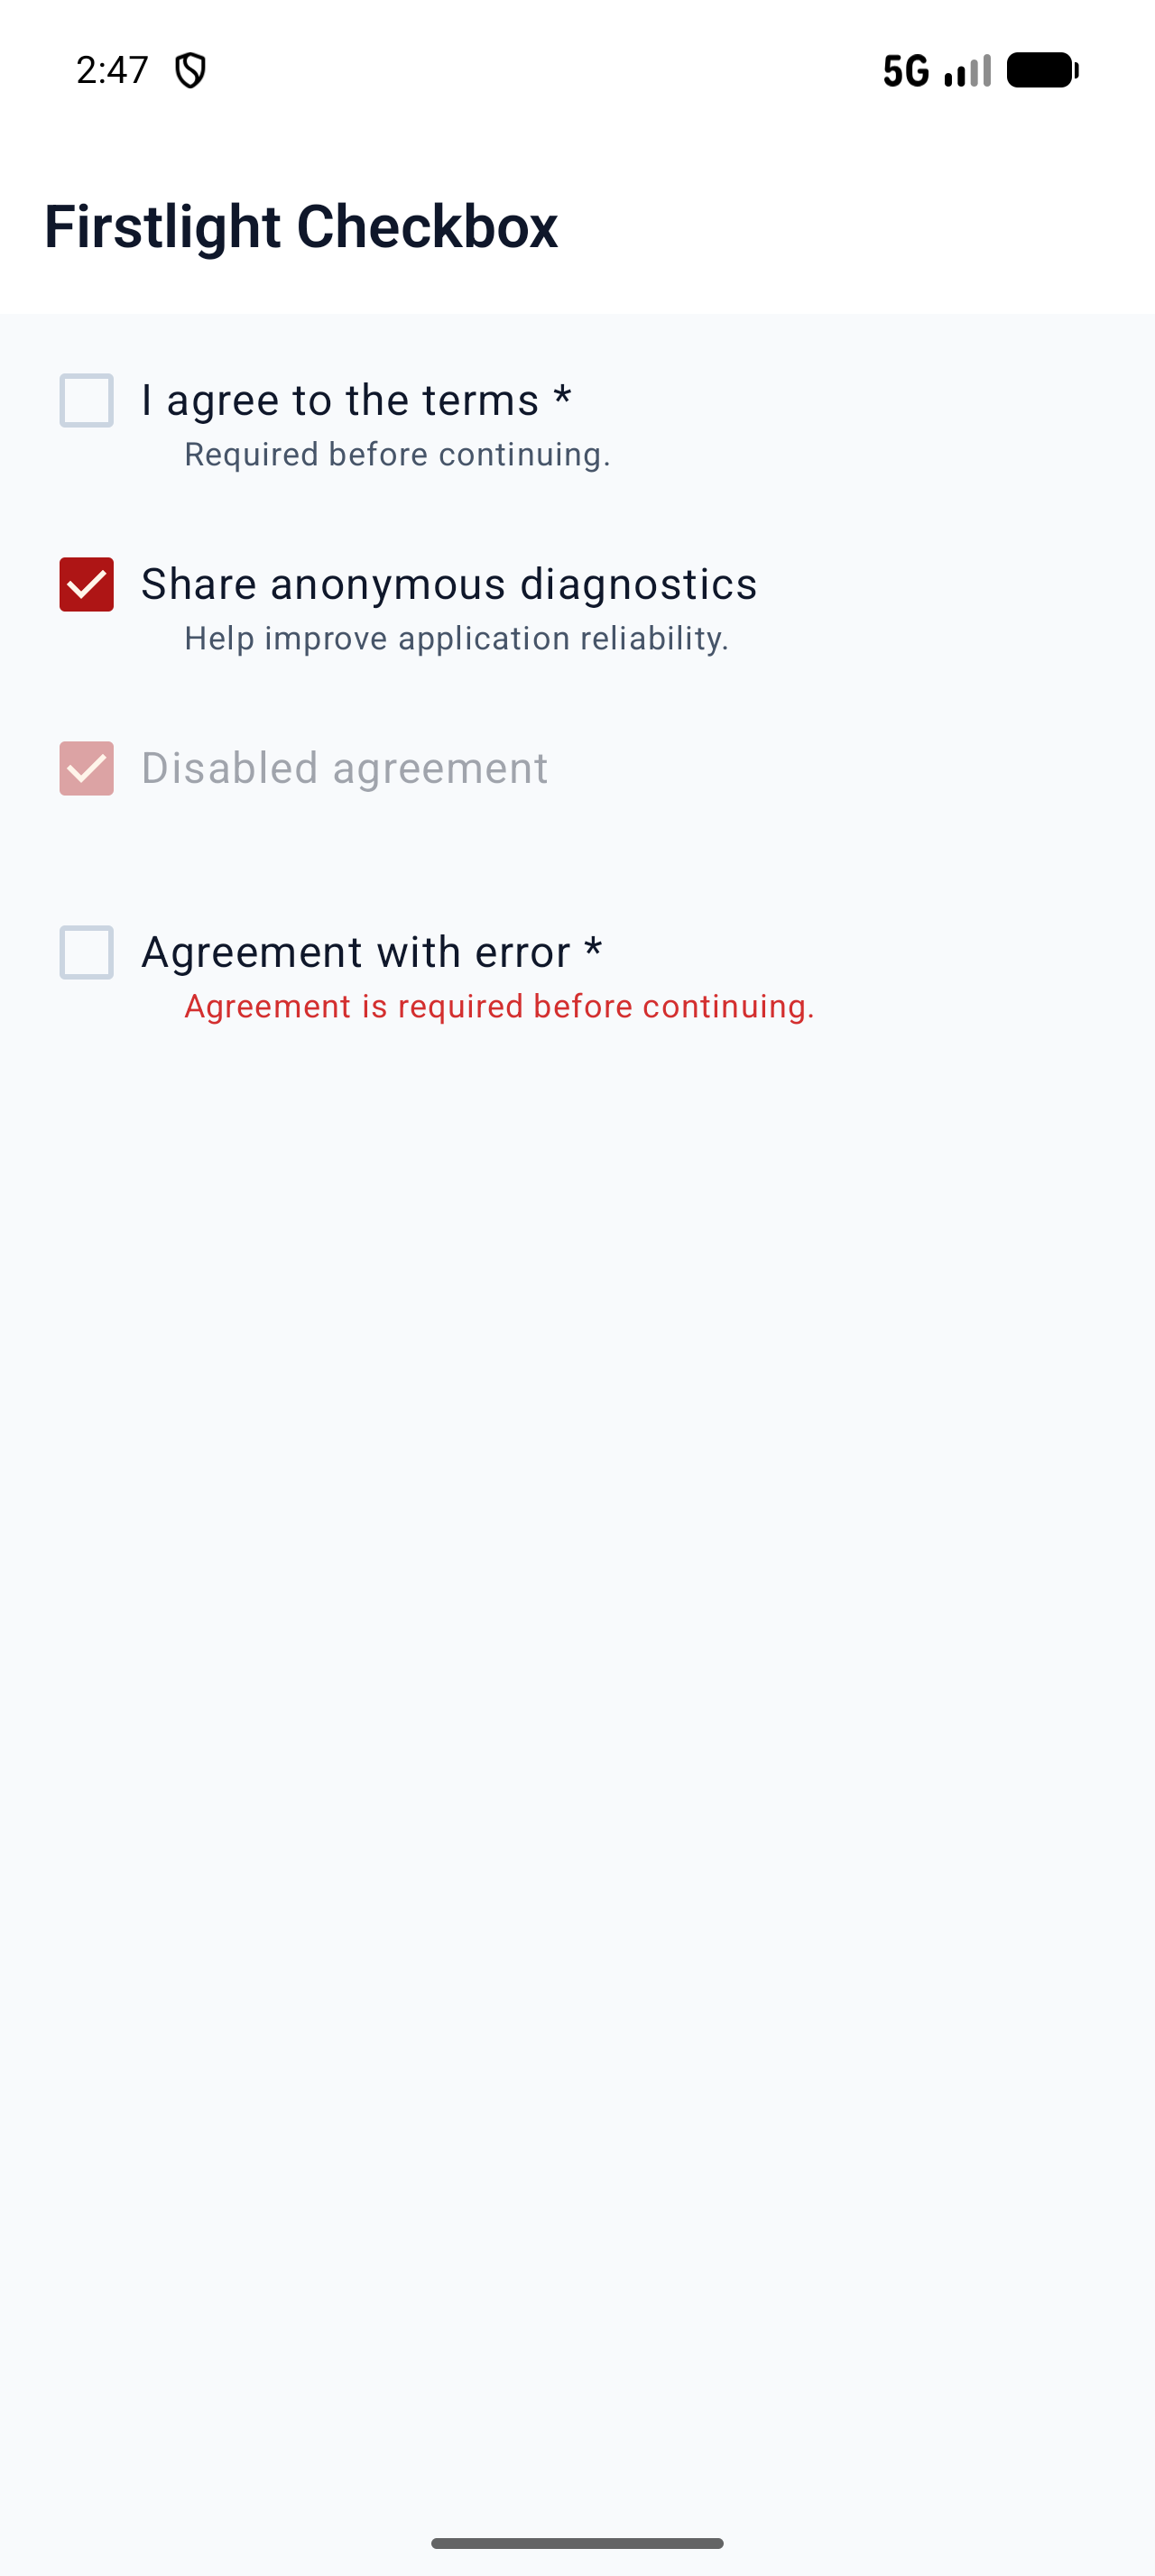 2:47
5G
Firstlight Checkbox
I agree to the terms *
Required before continuing.
Share anonymous diagnostics
Help improve application reliability.
Disabled agreement
Agreement with error *
Agreement is required before continuing.